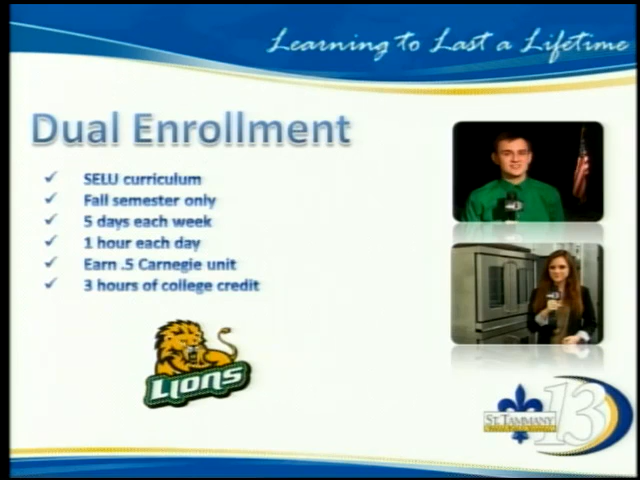 Learning to Last a Lifetime
Dual Enrollment
✓ SELU curriculum
✓ Fall semester only
✓ 5 days each week
✓ 1 hour each day
✓ Earn .5 Carnegie unit
✓ 3 hours of college credit
LIONS
ST. TAMMANY
13